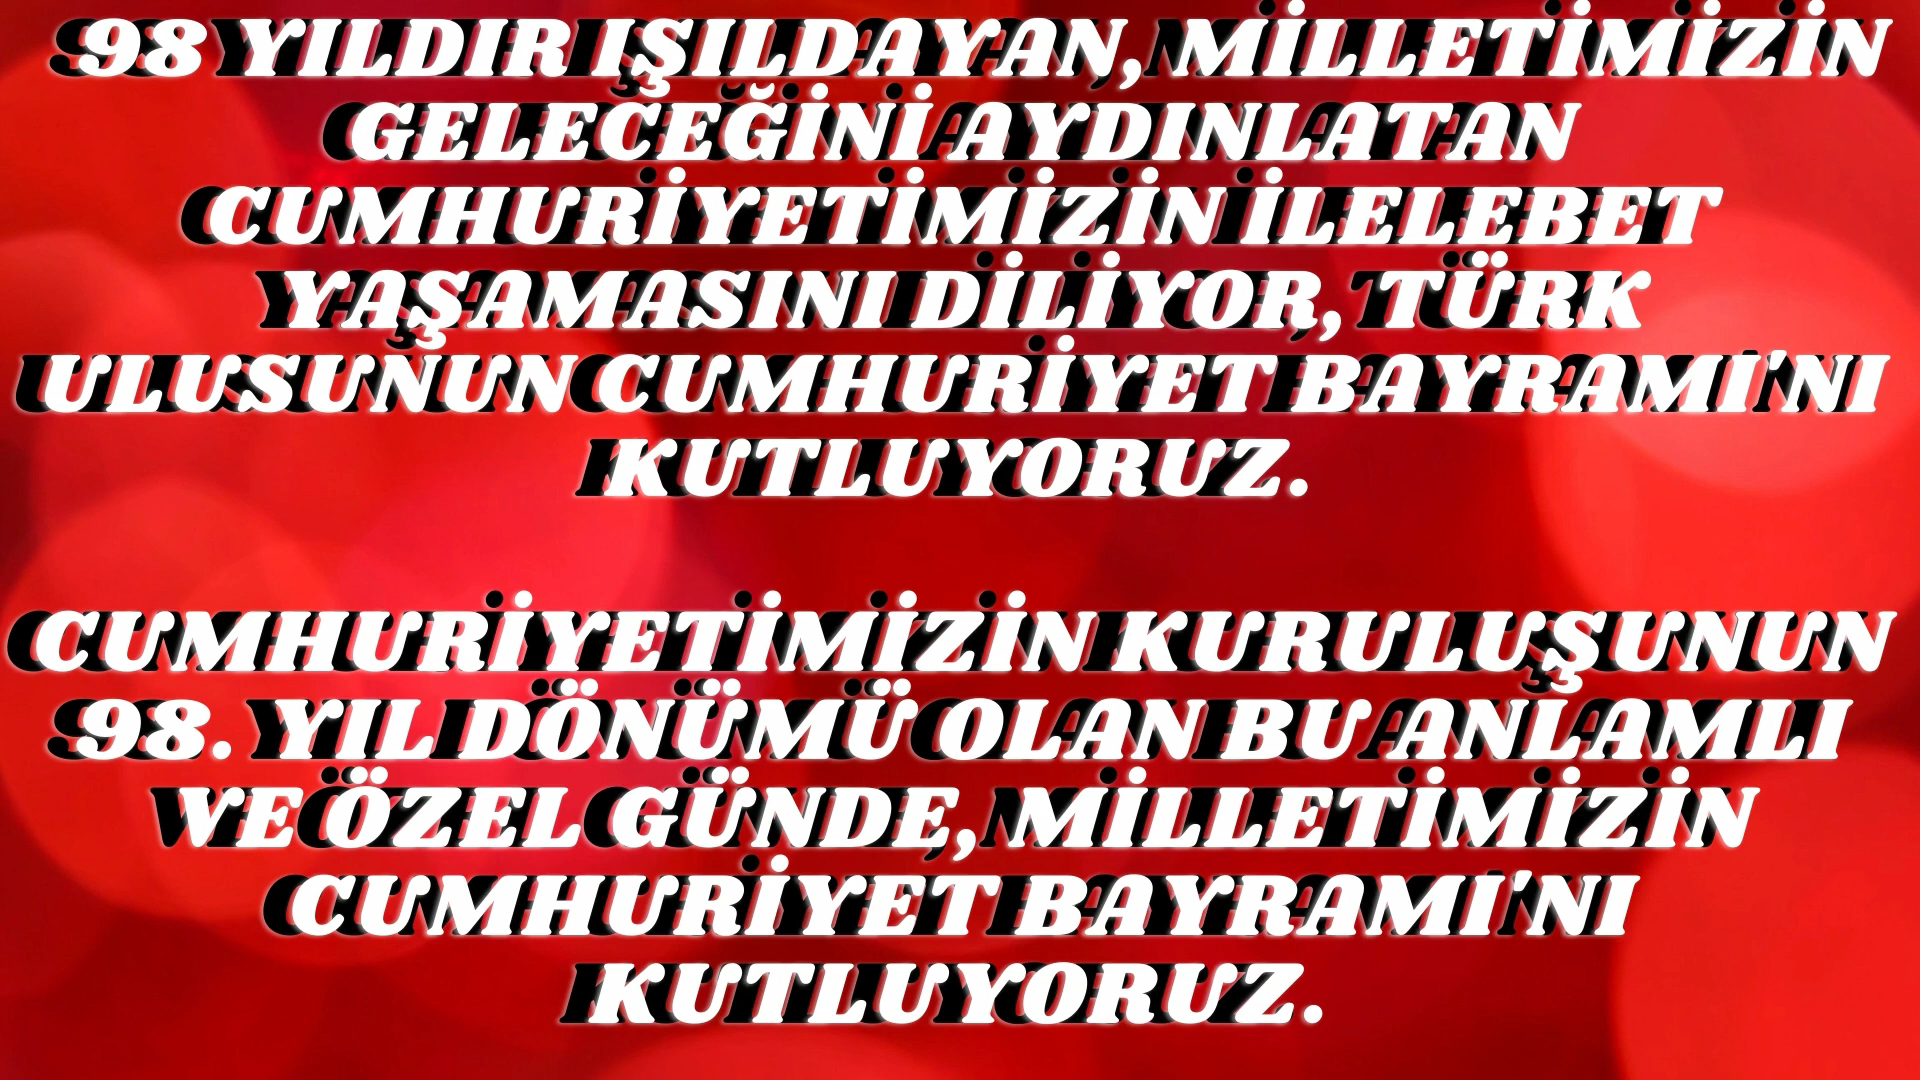 98 YILDIR IŞILDAYAN, MİLLETİMİZİN
GELECEĞİNİ AYDINLATAN
CUMHURİYETİMİZİN İLELEBET
YAŞAMASINI DİLİYOR, TÜRK
ULUSUNUN CUMHURİYET BAYRAMI'NI
KUTLUYORUZ.
CUMHURİYETİMİZİN KURULUŞUNUN
98. YIL DÖNÜMÜ OLAN BU ANLAMLI
VE ÖZEL GÜNDE, MİLLETİMİZİN
CUMHURİYET BAYRAMI'NI
KUTLUYORUZ.